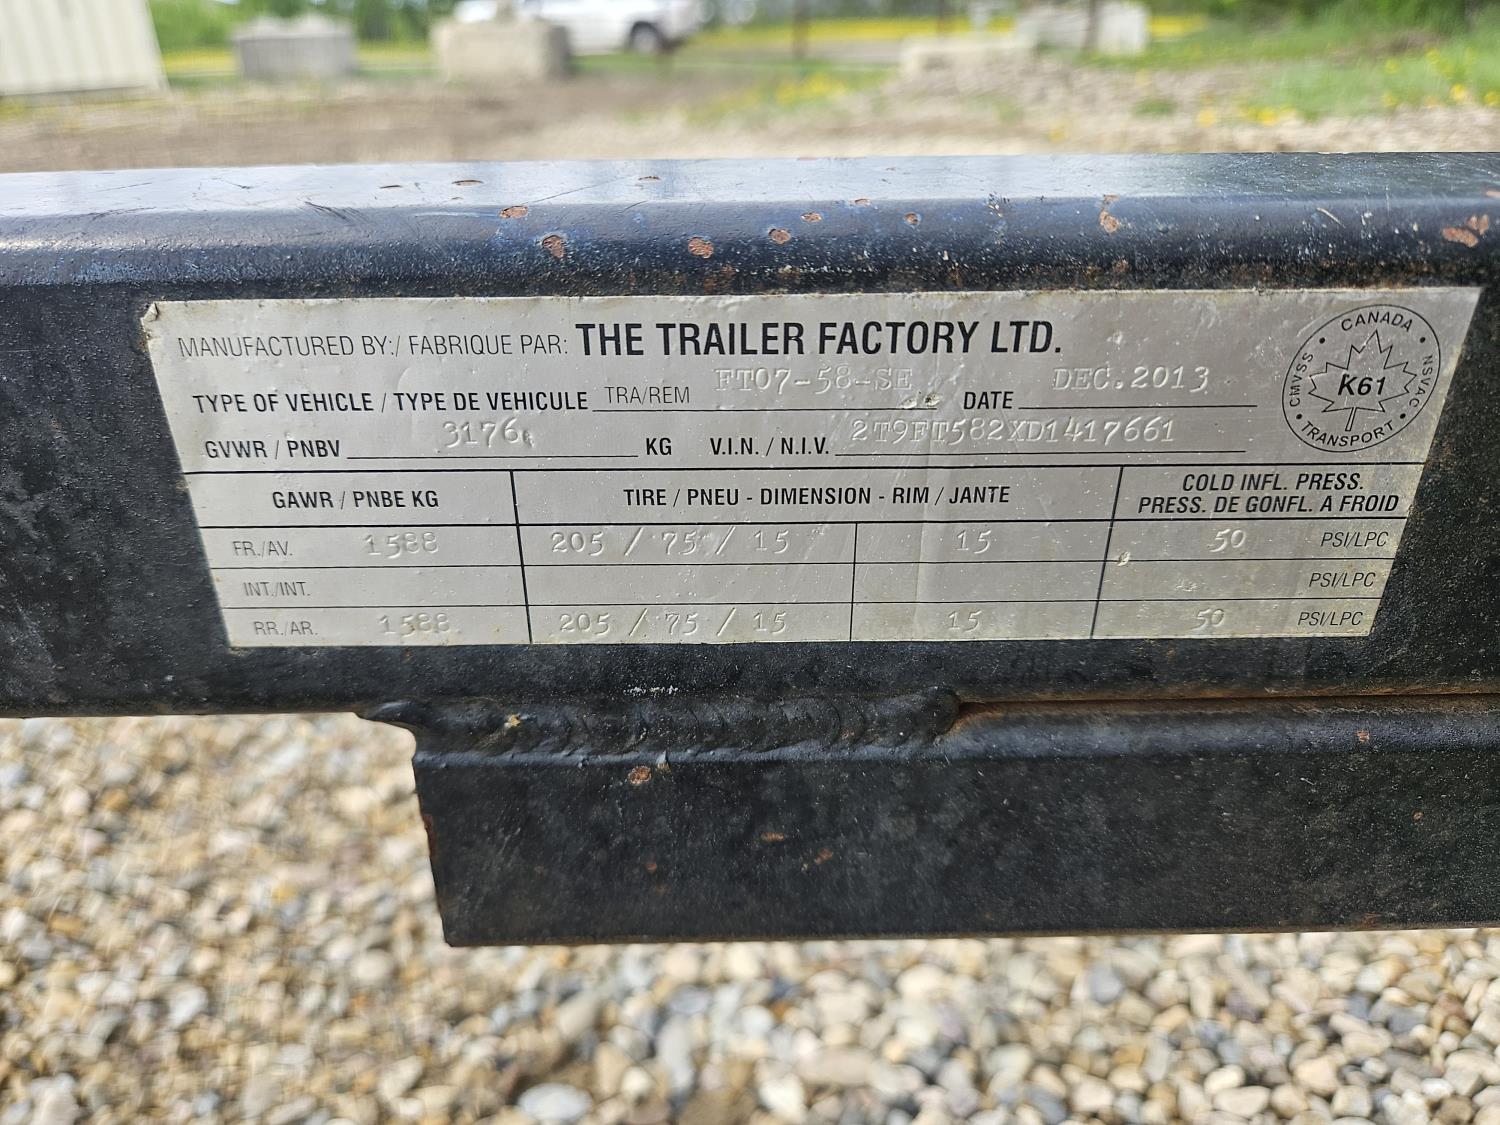 MANUFACTURED BY:/ FABRIQUE PAR: THE TRAILER FACTORY LTD.
TYPE OF VEHICLE / TYPE DE VEHICULE TRA/REM FT07-58-SE DATE DEC.2013
GVWR / PNBV 3176 KG V.I.N. / N.I.V. 2T9FT582XD1417661
CANADA
CMVSS K61 NSVAC
TRANSPORT
GAWR / PNBE KG TIRE / PNEU - DIMENSION - RIM / JANTE COLD INFL. PRESS.
PRESS. DE GONFL. A FROID
FR./AV. 1588 205 / 75 / 15 15 50 PSI/LPC
INT./INT. PSI/LPC
RR./AR. 1588 205 / 75 / 15 15 50 PSI/LPC